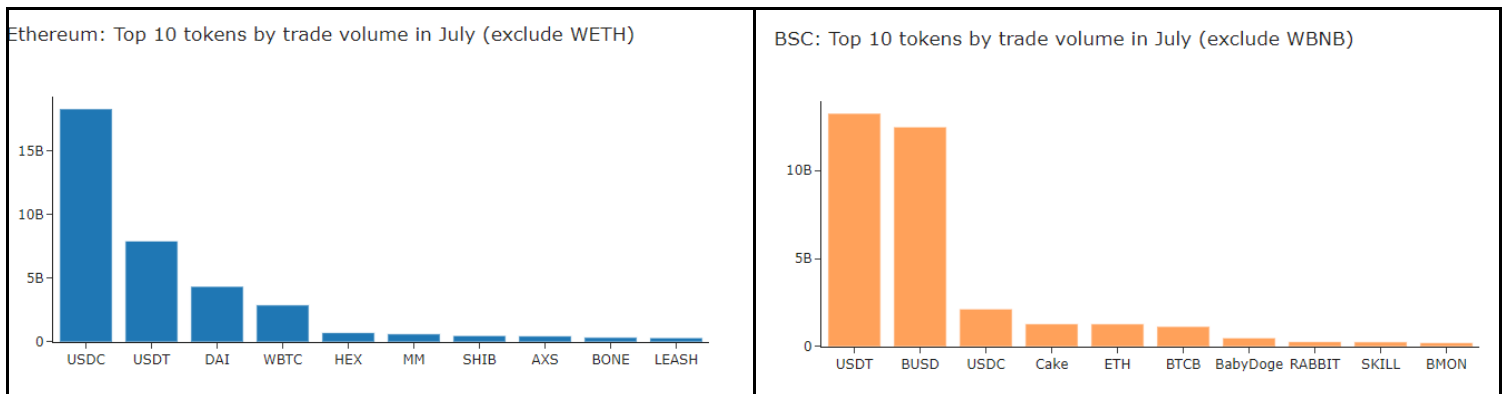 Ethereum: Top 10 tokens by trade volume in July (exclude WETH)
15B
10B
5B
0
USDC USDT DAI WBTC HEX MM SHIB AXS BONE LEASH
BSC: Top 10 tokens by trade volume in July (exclude WBNB)
10B
5B
0
USDT BUSD USDC Cake ETH BTCB BabyDoge RABBIT SKILL BMON